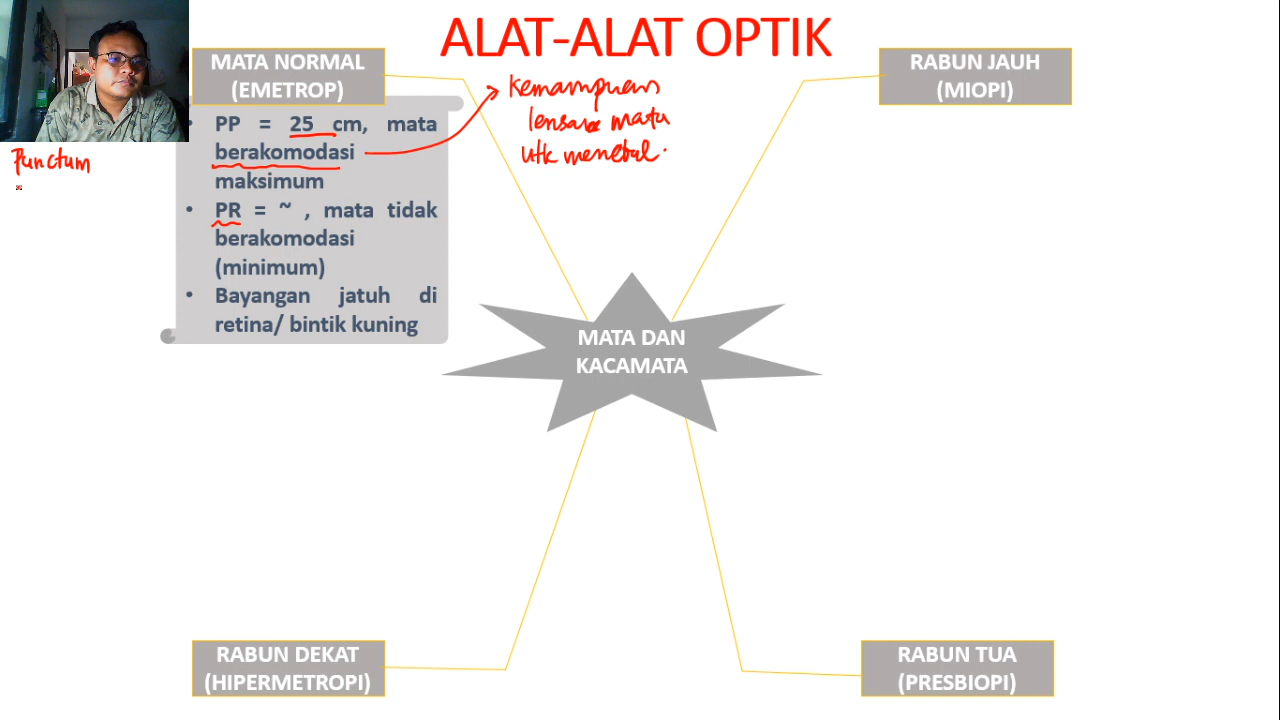 ALAT-ALAT OPTIK
MATA NORMAL
(EMETROP)
RABUN JAUH
(MIOPI)
Kemampuan
lensa mata
utk menebal.
• PP = 25 cm, mata
berakomodasi
maksimum
• PR = ~ , mata tidak
berakomodasi
(minimum)
• Bayangan jatuh di
retina/ bintik kuning
Punctum
MATA DAN
KACAMATA
RABUN DEKAT
(HIPERMETROPI)
RABUN TUA
(PRESBIOPI)